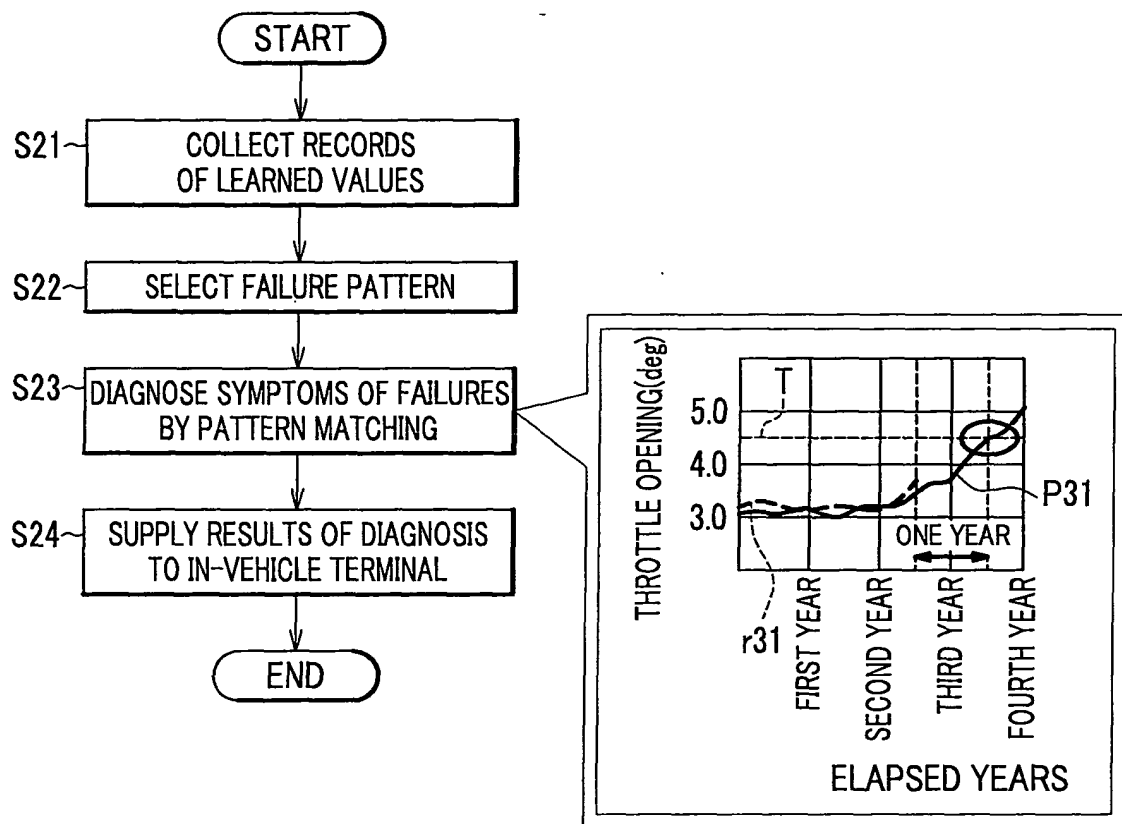 START
S21
COLLECT RECORDS
OF LEARNED VALUES
S22
SELECT FAILURE PATTERN
S23
DIAGNOSE SYMPTOMS OF FAILURES
BY PATTERN MATCHING
S24
SUPPLY RESULTS OF DIAGNOSIS
TO IN-VEHICLE TERMINAL
END
THROTTLE OPENING(deg)
T
5.0
4.0
3.0
P31
ONE YEAR
r31
FIRST YEAR
SECOND YEAR
THIRD YEAR
FOURTH YEAR
ELAPSED YEARS